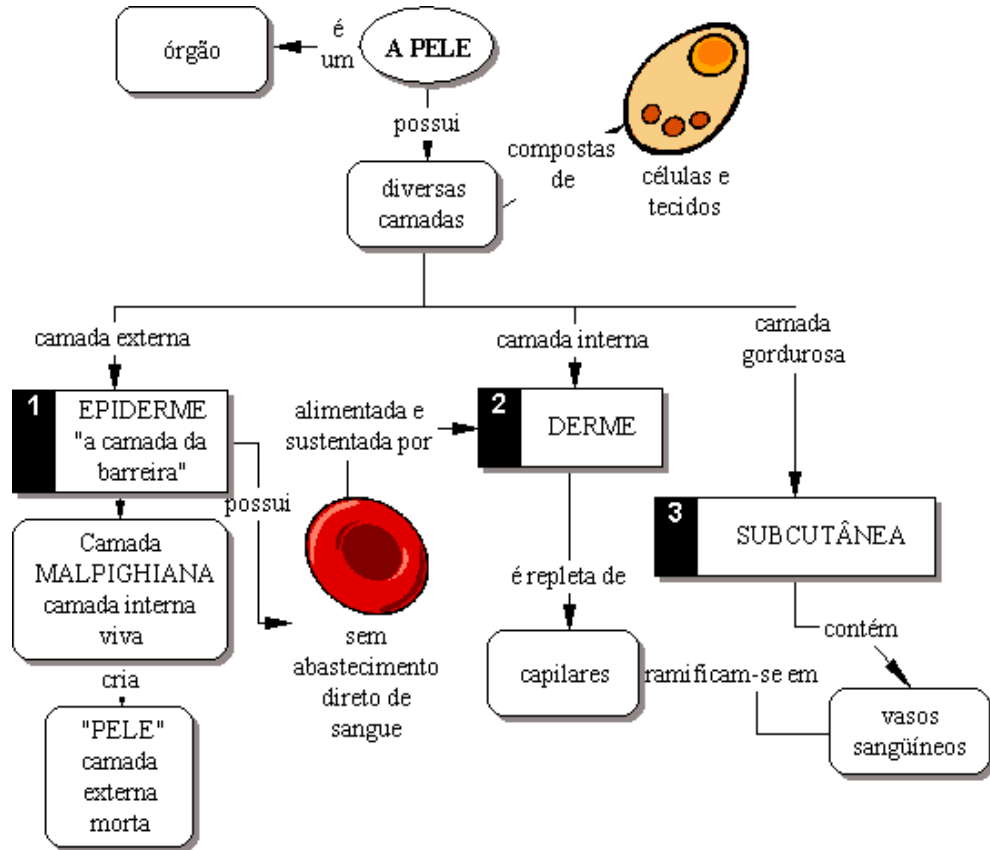 órgão
é
um
A PELE
possui
diversas
camadas
compostas
de
células e
tecidos
camada externa
camada interna
camada
gordurosa
1
EPIDERME
"a camada da
barreira"
possui
alimentada e
sustentada por
2
DERME
3
SUBCUTÂNEA
Camada
MALPIGHIANA
camada interna
viva
cria
"PELE"
camada
externa
morta
sem
abastecimento
direto de
sangue
é repleta de
capilares
ramificam-se em
contém
vasos
sangüíneos